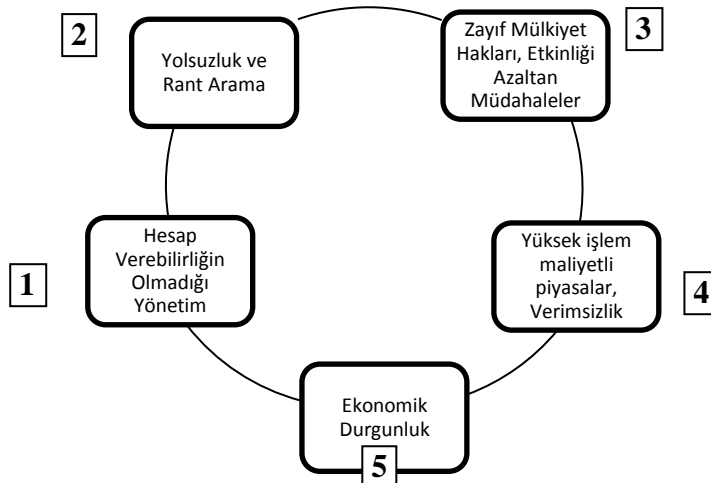 2
Yolsuzluk ve
Rant Arama
3
Zayıf Mülkiyet
Hakları, Etkinliği
Azaltan
Müdahaleler
1
Hesap
Verebilirliğin
Olmadığı
Yönetim
4
Yüksek işlem
maliyetli
piyasalar,
Verimsizlik
Ekonomik
Durgunluk
5